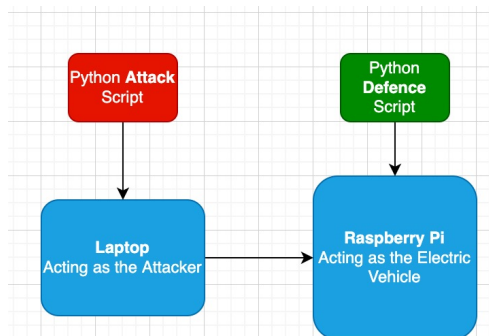 Python Attack
Script
Python
Defence
Script
Laptop
Acting as the Attacker
Raspberry Pi
Acting as the Electric
Vehicle